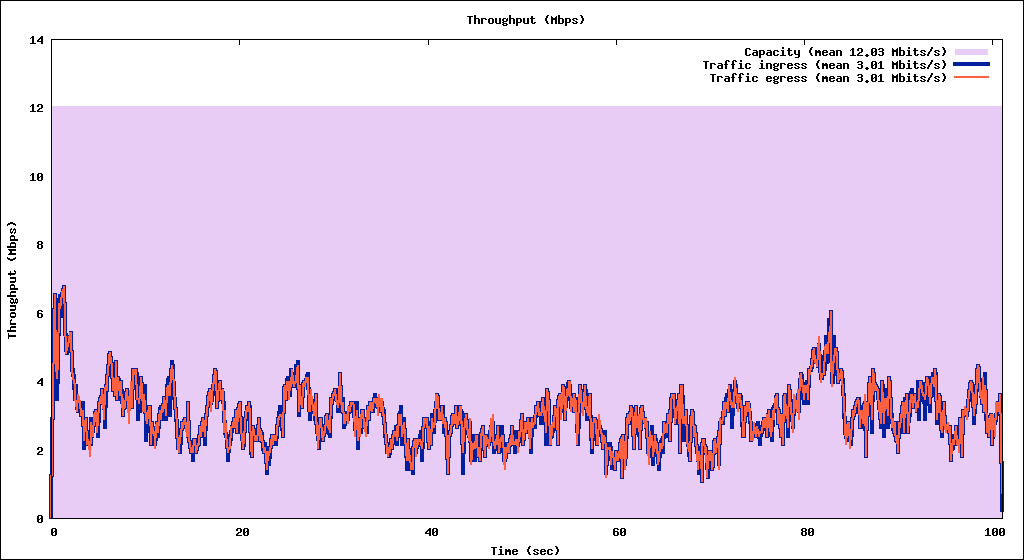 Throughput (Mbps)
14
Capacity (mean 12.03 Mbits/s)
Traffic ingress (mean 3.01 Mbits/s)
Traffic egress (mean 3.01 Mbits/s)
12
10
8
Throughput (Mbps)
6
4
2
0
0 20 40 60 80 100
Time (sec)